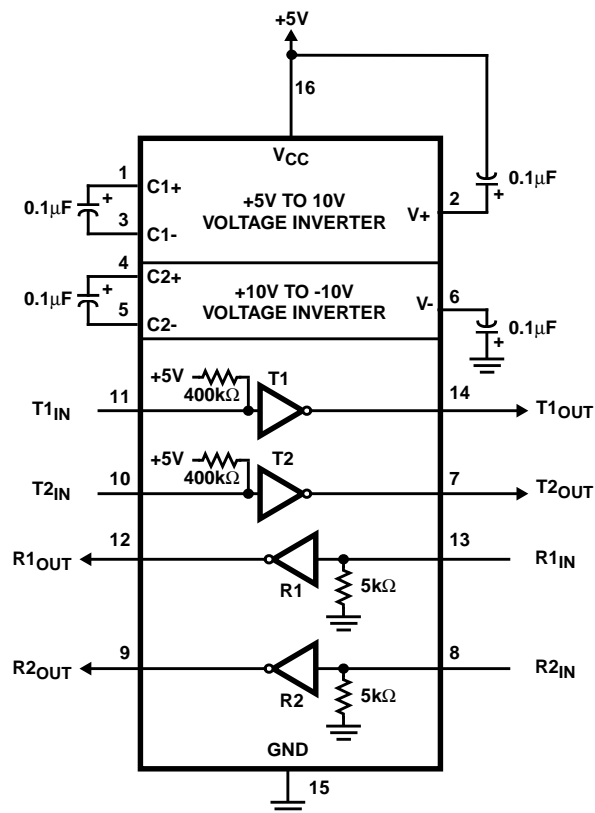 +5V
16
VCC
1
C1+
0.1µF
+
3
C1-
+5V TO 10V
VOLTAGE INVERTER
V+
2
0.1µF
+
4
C2+
0.1µF
+
5
C2-
+10V TO -10V
VOLTAGE INVERTER
V-
6
0.1µF
+
+5V
400kΩ
T1
T1IN
11
14
T1OUT
+5V
400kΩ
T2
T2IN
10
7
T2OUT
R1OUT
12
13
R1IN
R1
5kΩ
R2OUT
9
8
R2IN
R2
5kΩ
GND
15